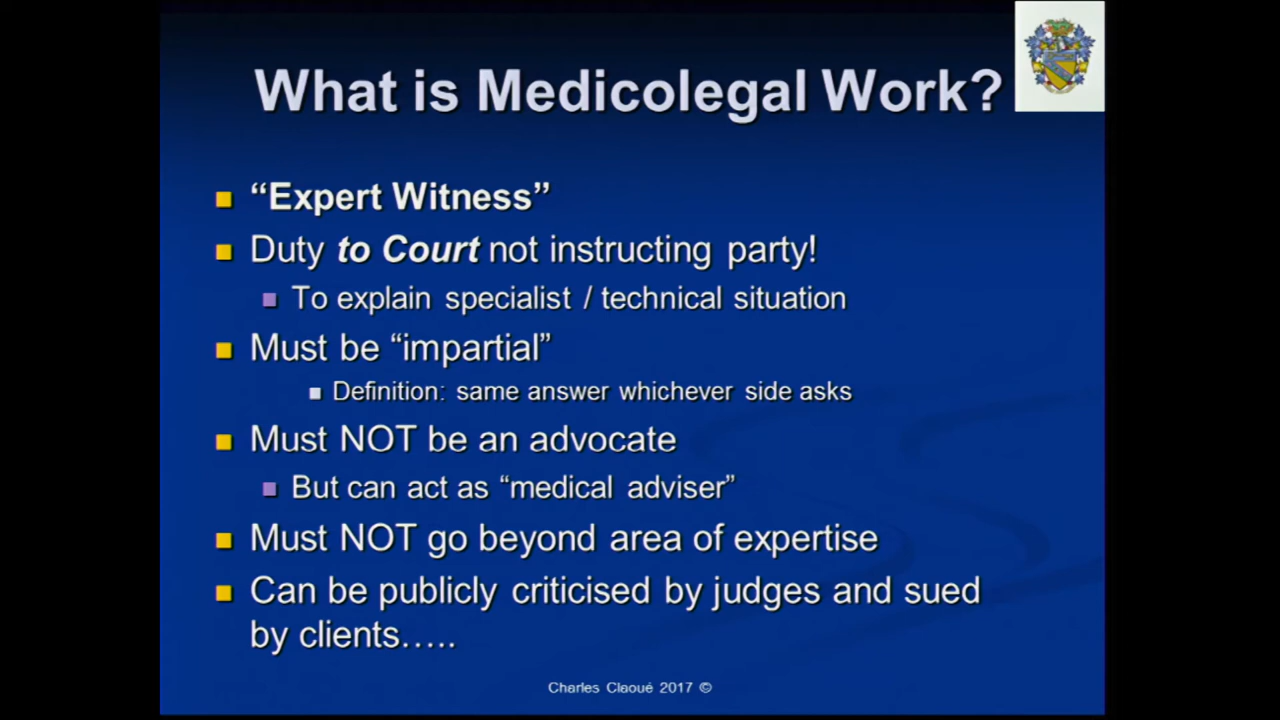 What is Medicolegal Work?
“Expert Witness”
Duty to Court not instructing party!
To explain specialist / technical situation
Must be “impartial”
Definition: same answer whichever side asks
Must NOT be an advocate
But can act as “medical adviser”
Must NOT go beyond area of expertise
Can be publicly criticised by judges and sued
by clients…..
Charles Claoué 2017 ©